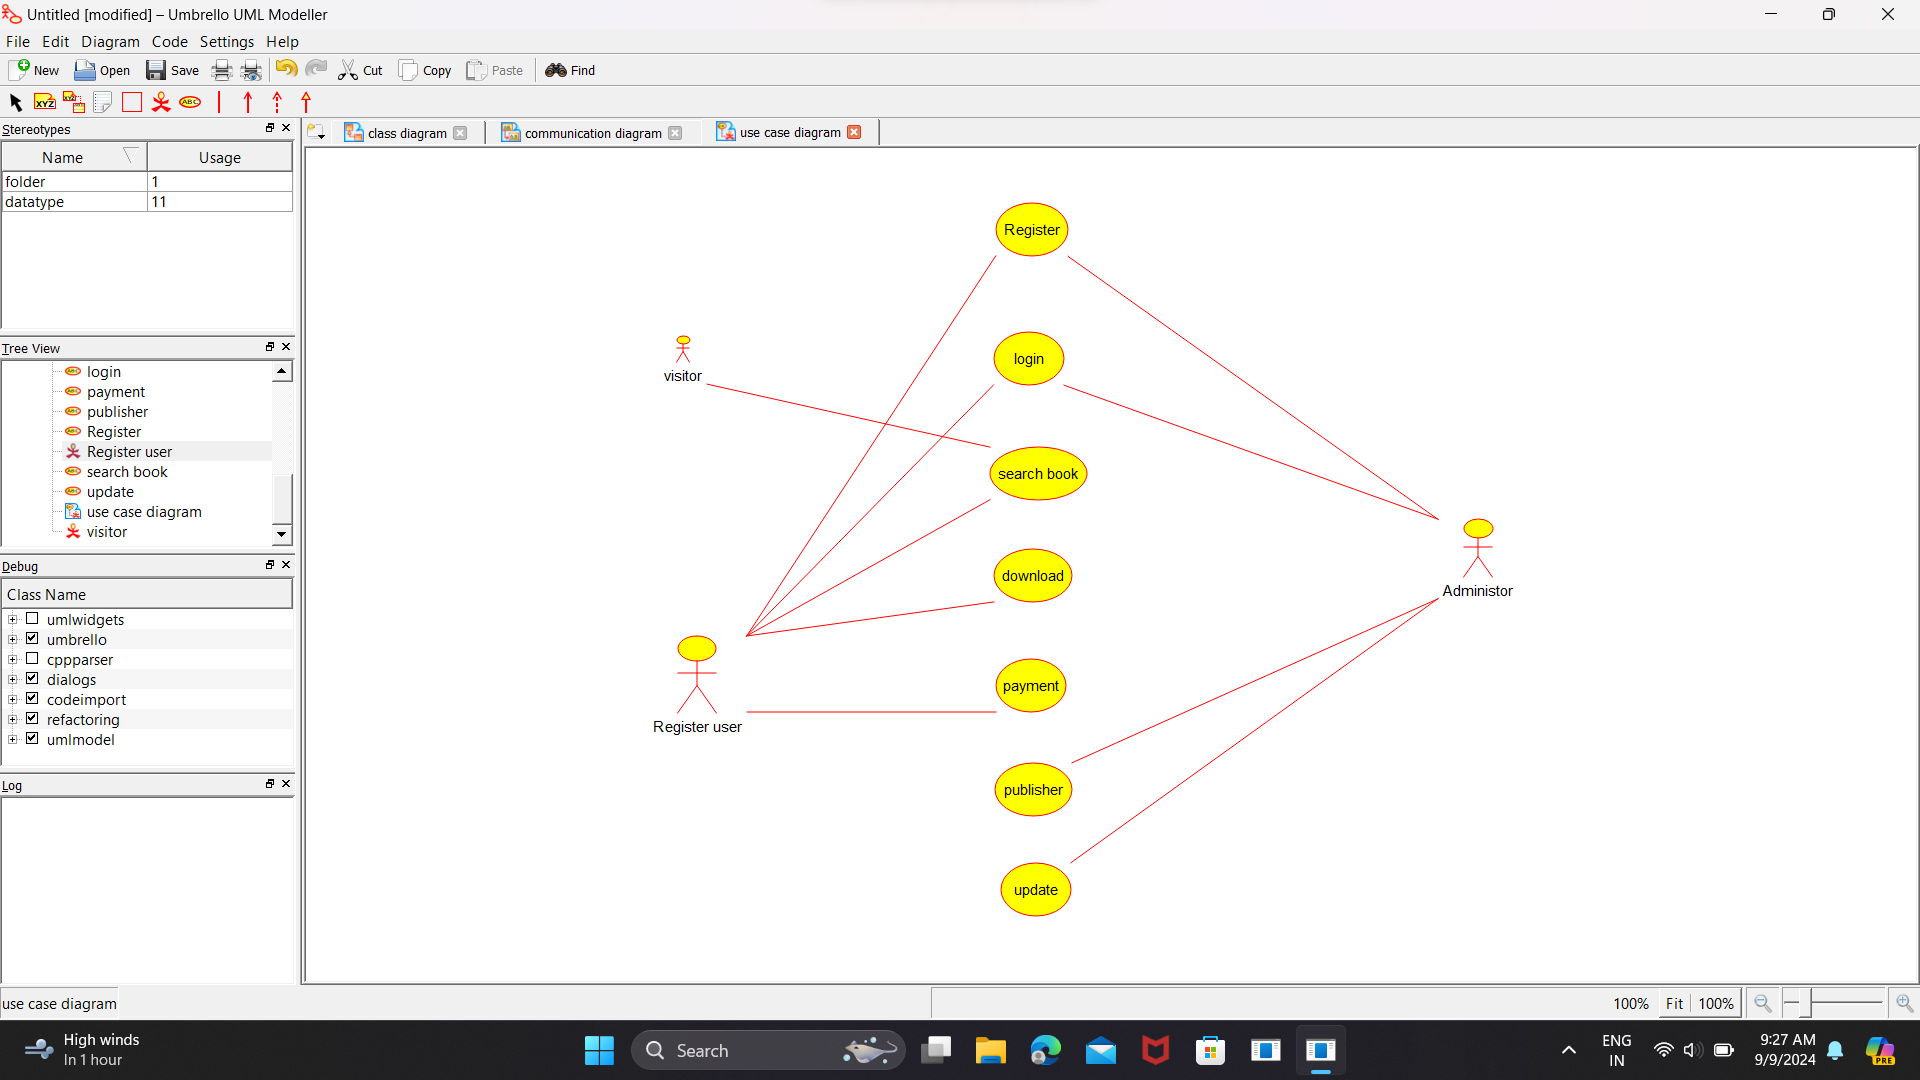 Untitled [modified] – Umbrello UML Modeller
File Edit Diagram Code Settings Help
New Open Save Cut Copy Paste Find
XYZ XYZ ABC
Stereotypes
Name Usage
folder 1
datatype 11
Tree View
login
payment
publisher
Register
Register user
search book
update
use case diagram
visitor
Debug
Class Name
umlwidgets
umbrello
cppparser
dialogs
codeimport
refactoring
umlmodel
Log
class diagram communication diagram use case diagram
Register
login
visitor
search book
download
Administor
payment
Register user
publisher
update
use case diagram
100% Fit 100%
High winds
In 1 hour
Search
ENG
IN
9:27 AM
9/9/2024
PRE